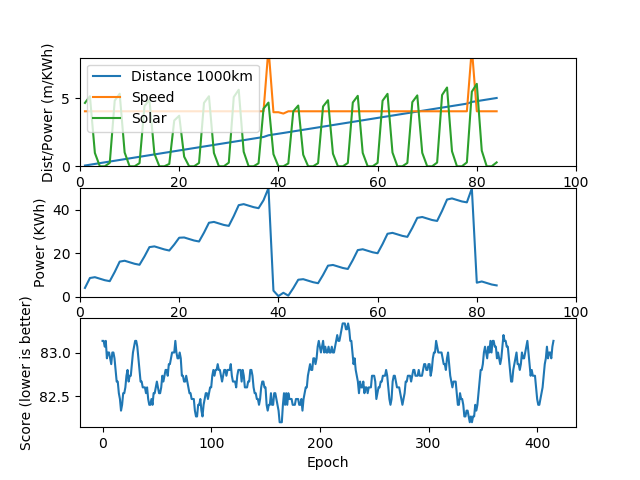 Dist/Power (m/KWh)
5
0
Distance 1000km
Speed
Solar
0 20 40 60 80 100
Power (KWh)
40
20
0
0 20 40 60 80 100
Score (lower is better)
83.0
82.5
0 100 200 300 400
Epoch